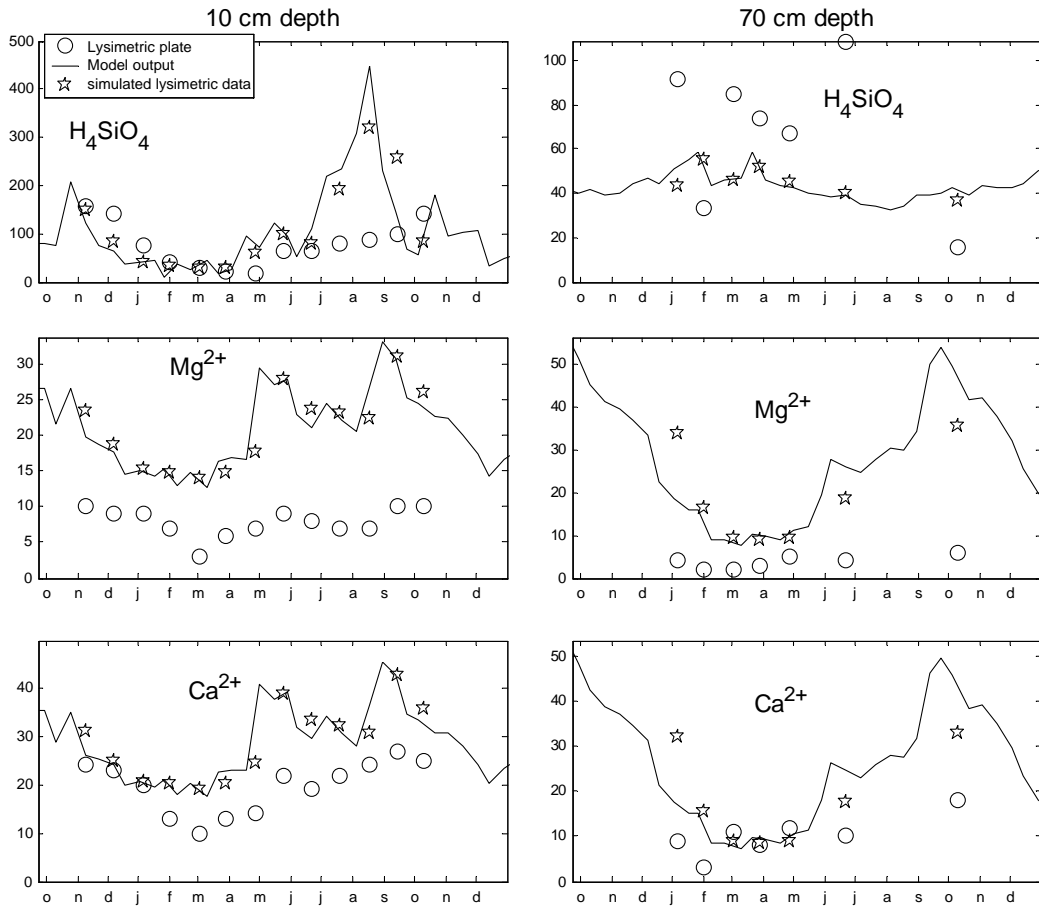 10 cm depth
500
400
300
200
100
0
Lysimetric plate
Model output
simulated lysimetric data
H4SiO4
o n d j f m a m j j a s o n d
70 cm depth
100
80
60
40
20
0
H4SiO4
o n d j f m a m j j a s o n d
30
25
20
15
10
5
0
Mg2+
o n d j f m a m j j a s o n d
50
40
30
20
10
0
Mg2+
o n d j f m a m j j a s o n d
40
30
20
10
0
Ca2+
o n d j f m a m j j a s o n d
50
40
30
20
10
0
Ca2+
o n d j f m a m j j a s o n d